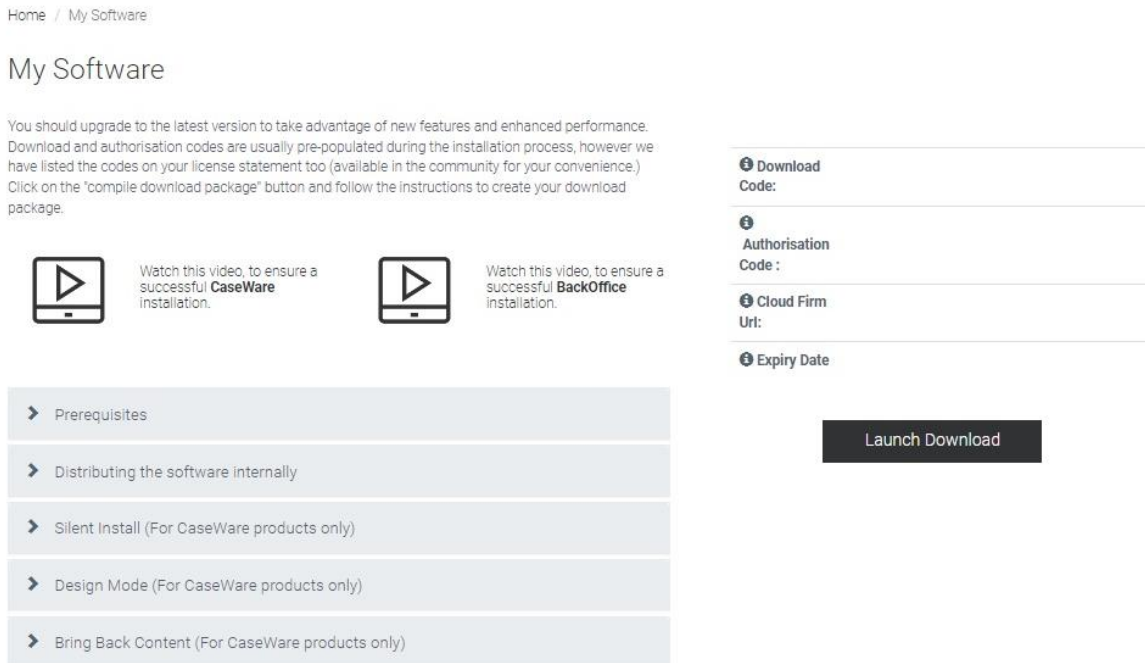 Home / My Software
My Software
You should upgrade to the latest version to take advantage of new features and enhanced performance.
Download and authorisation codes are usually pre-populated during the installation process, however we
have listed the codes on your license statement too (available in the community for your convenience.)
Click on the "compile download package" button and follow the instructions to create your download
package.
Watch this video, to ensure a
successful CaseWare
installation.
Watch this video, to ensure a
successful BackOffice
installation.
Prerequisites
Distributing the software internally
Silent Install (For CaseWare products only)
Design Mode (For CaseWare products only)
Bring Back Content (For CaseWare products only)
Download
Code:
Authorisation
Code :
Cloud Firm
Url:
Expiry Date
Launch Download